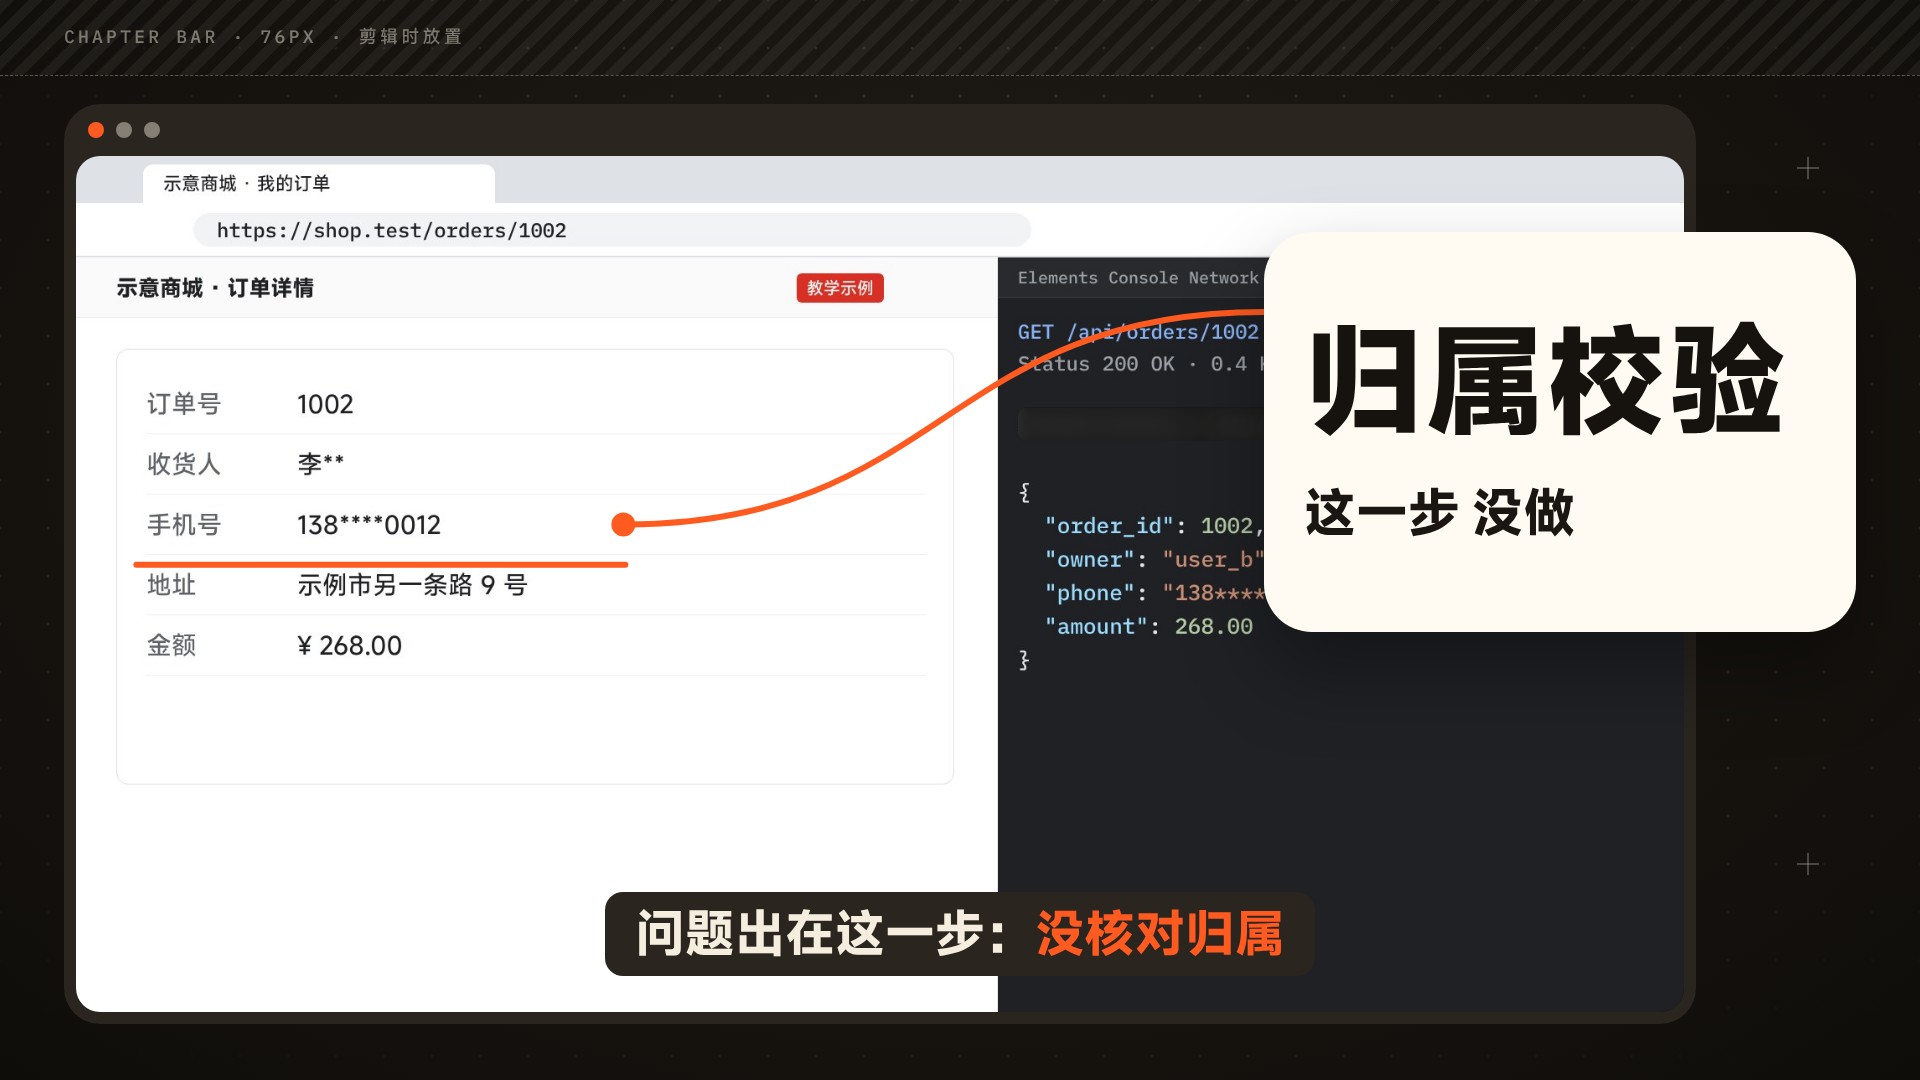 CHAPTER BAR · 76PX · 剪辑时放置
示意商城 · 我的订单
https://shop.test/orders/1002
示意商城 · 订单详情
教学示例
订单号 1002
收货人 李**
手机号 138****0012
地址 示例市另一条路 9 号
金额 ¥ 268.00
Elements Console Network
GET /api/orders/1002
Status 200 OK · 0.4
{
"order_id": 1002,
"owner": "user_b"
"phone": "138****
"amount": 268.00
}
归属校验
这一步 没做
问题出在这一步：没核对归属